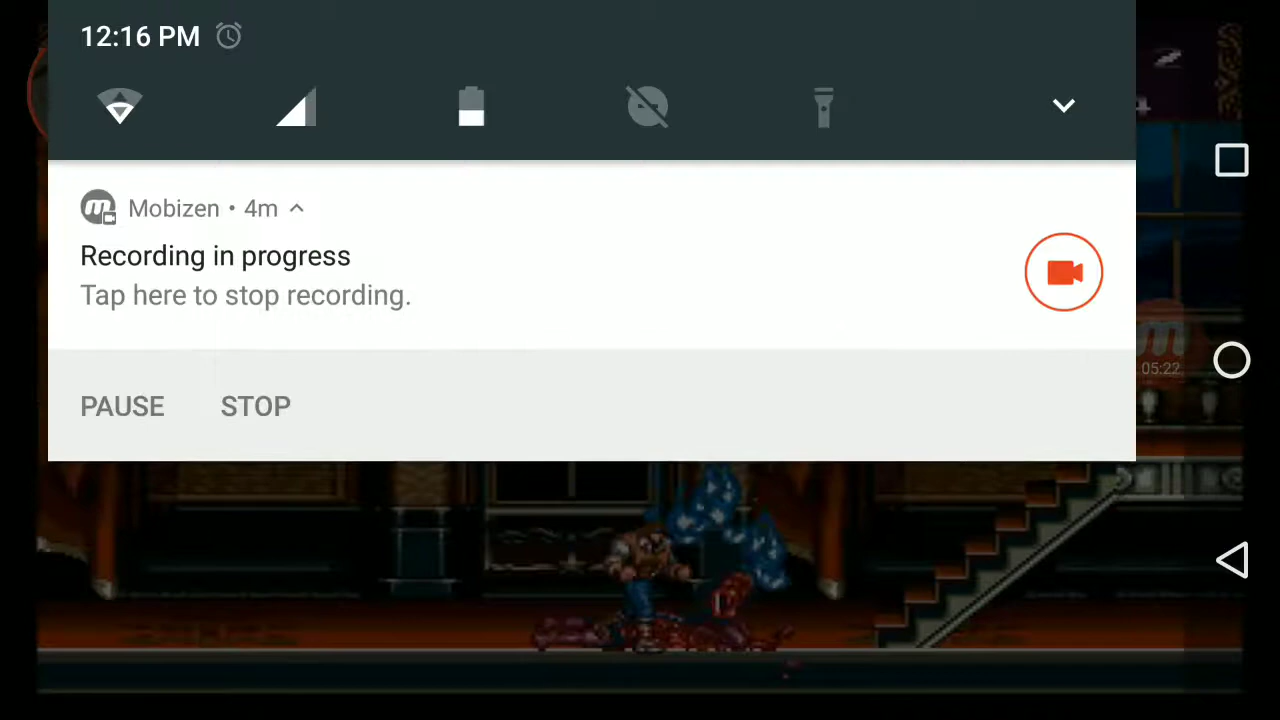 12:16 PM
Mobizen • 4m
Recording in progress
Tap here to stop recording.
05:22
PAUSE STOP